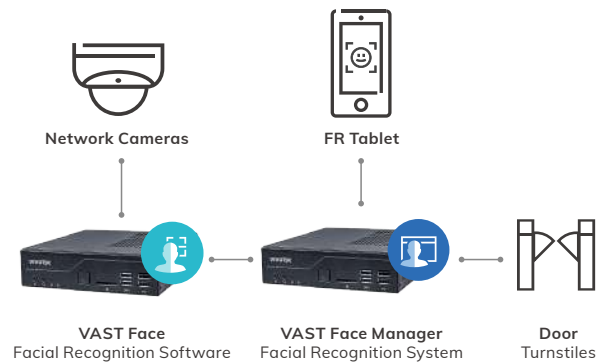 Network Cameras
FR Tablet
VAST Face
Facial Recognition Software
VAST Face Manager
Facial Recognition System
Door
Turnstiles